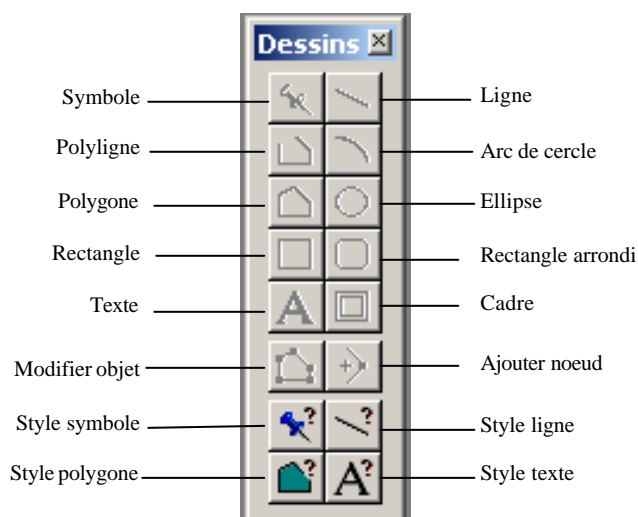 Dessins
Symbole Ligne
Polyligne Arc de cercle
Polygone Ellipse
Rectangle Rectangle arrondi
Texte A Cadre
Modifier objet Ajouter noeud
Style symbole ? ? Style ligne
Style polygone ? A? Style texte